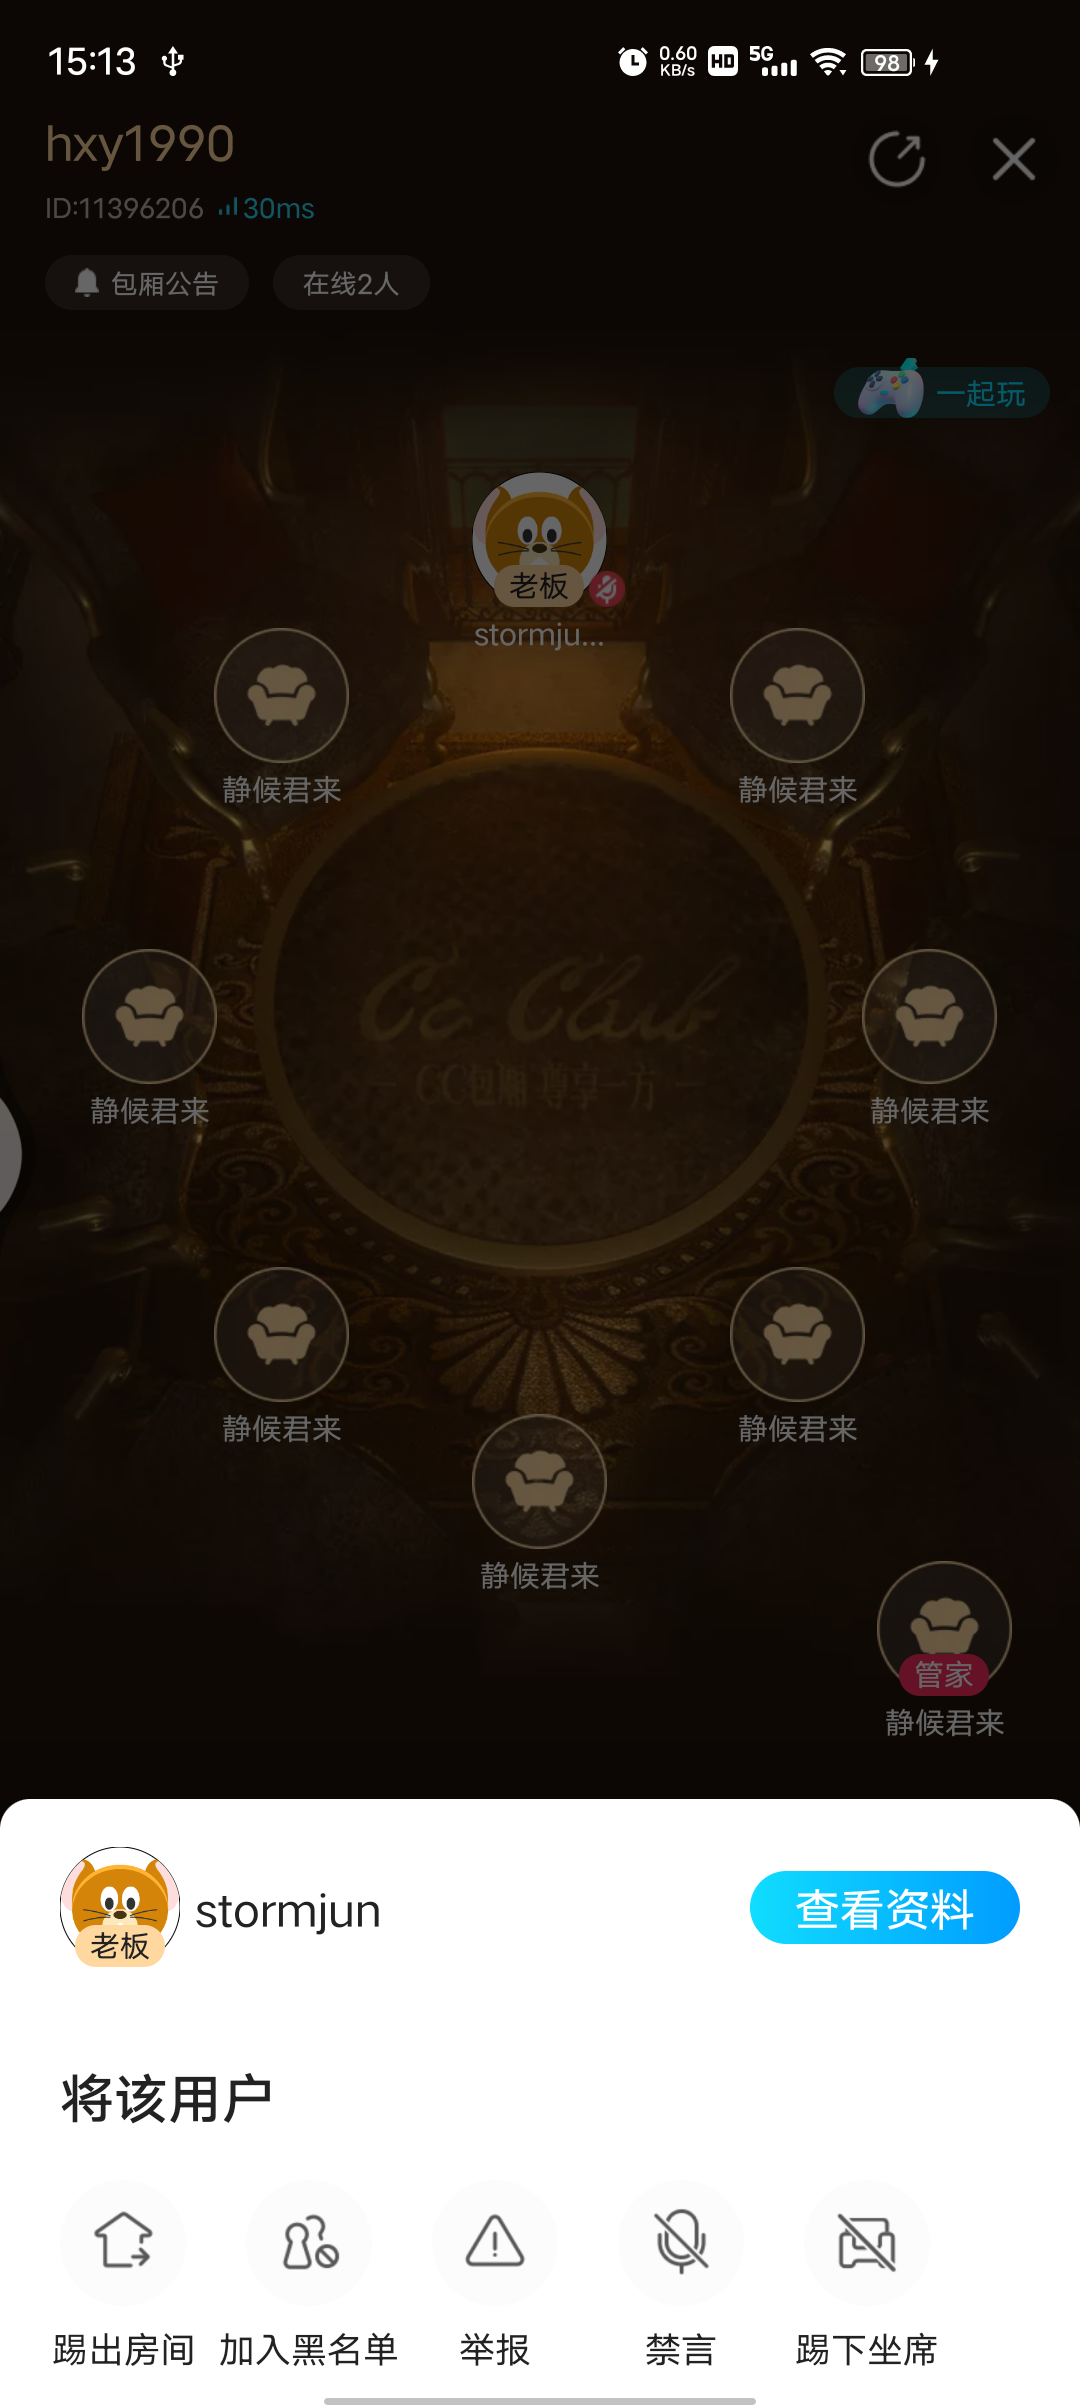 15:13
0.60
KB/s
HD
5G
98
hxy1990
ID:11396206
30ms
包厢公告
在线2人
一起玩
老板
stormju...
静候君来
静候君来
Cc Club
CC包厢 尊享一方
静候君来
静候君来
静候君来
静候君来
静候君来
管家
静候君来
老板
stormjun
查看资料
将该用户
踢出房间
加入黑名单
举报
禁言
踢下坐席